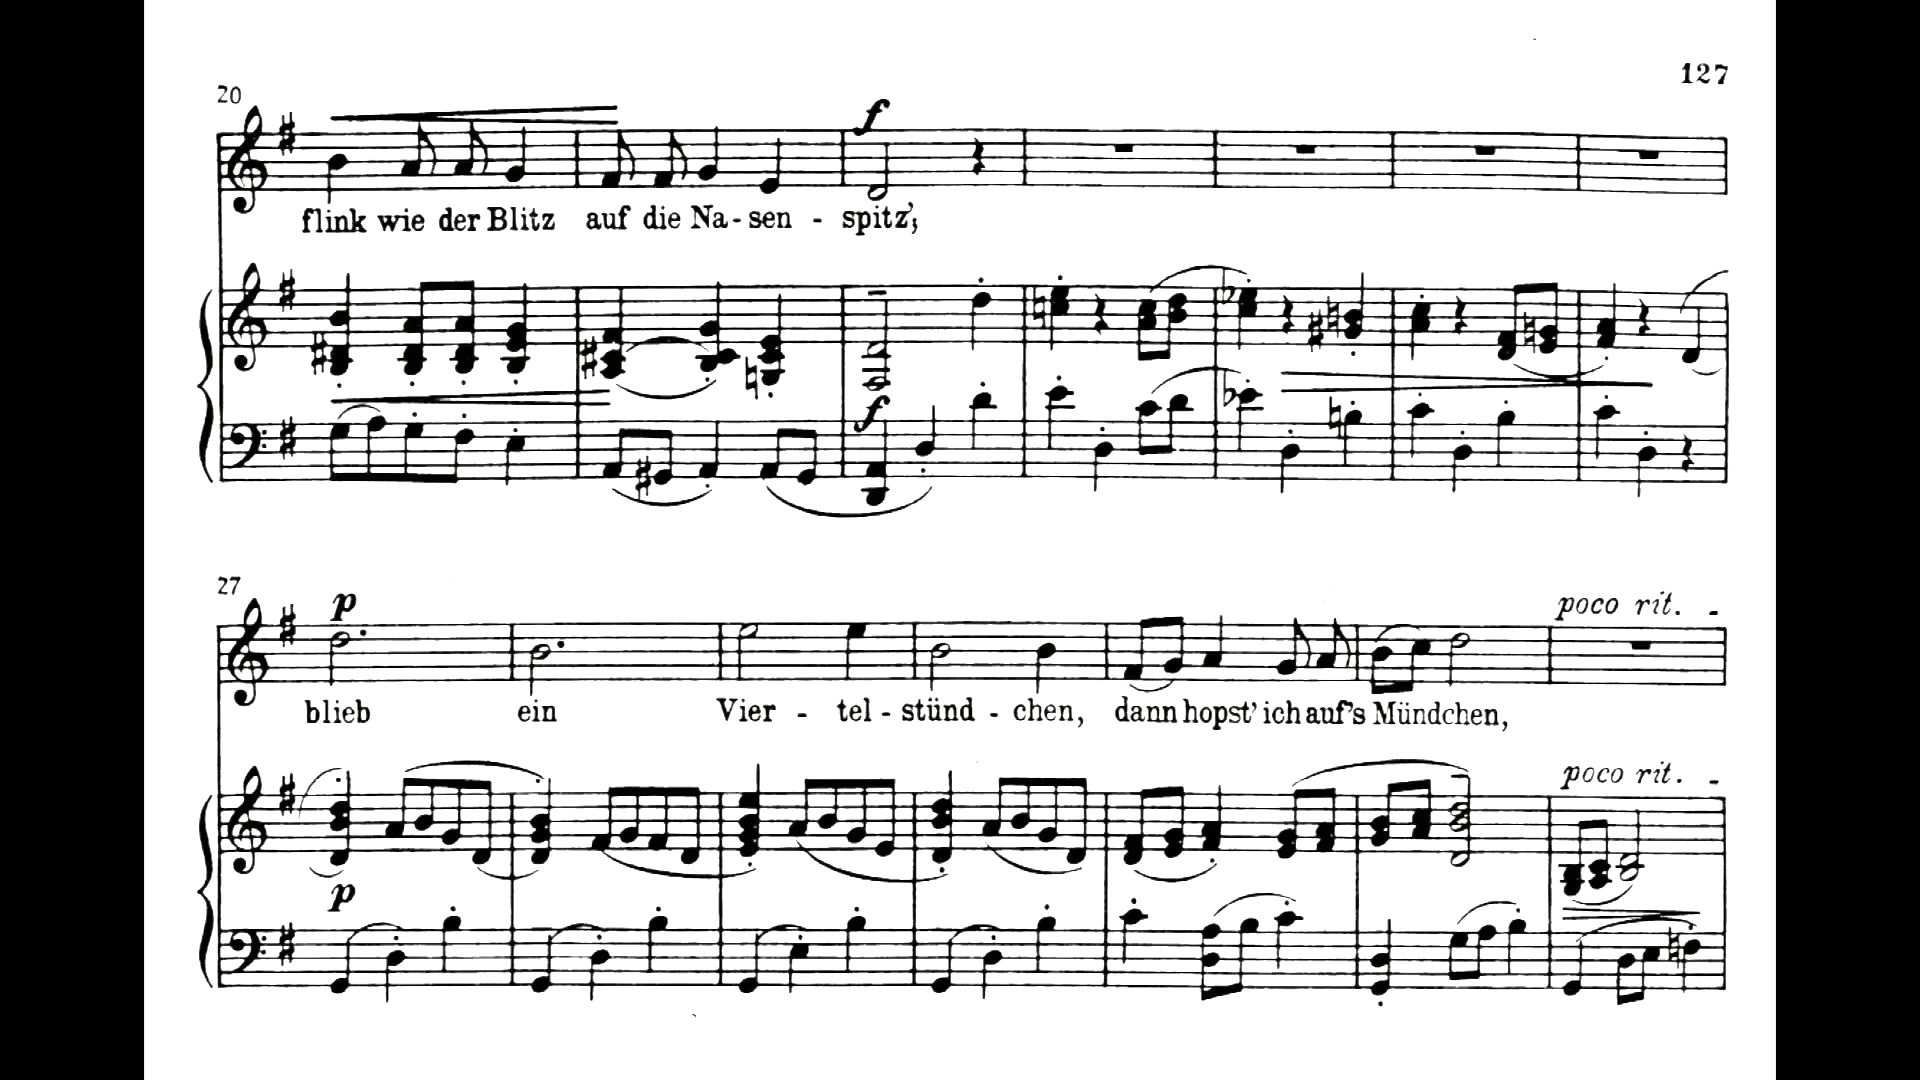 127
20
f
flink wie der Blitz auf die Na - sen - spitz';
f
27
p
poco rit. -
blieb ein Vier - tel - stünd - chen, dann hopst' ich auf's Mündchen,
poco rit. -
p